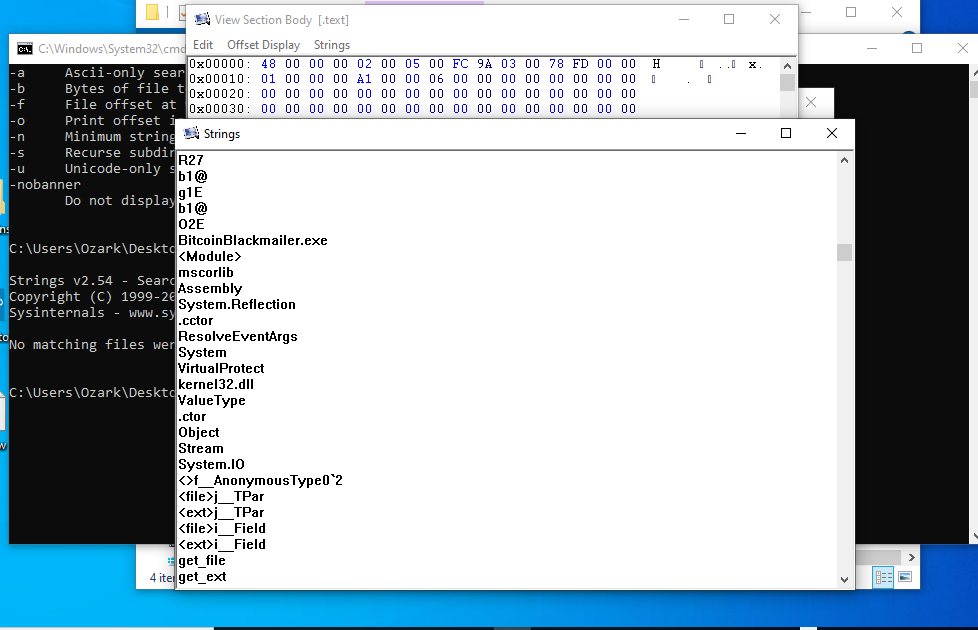 View Section Body [.text]
Edit Offset Display Strings
0x00000: 48 00 00 00 02 00 05 00 FC 9A 03 00 78 FD 00 00 H
0x00010: 01 00 00 00 A1 00 00 06 00 00 00 00 00 00 00 00
0x00020: 00 00 00 00 00 00 00 00 00 00 00 00 00 00 00 00
0x00030: 00 00 00 00 00 00 00 00 00 00 00 00 00 00 00 00
C:\Windows\System32\cmd
-a Ascii-only sear
-b Bytes of file t
-f File offset at
-o Print offset i
-n Minimum string
-s Recurse subdir
-u Unicode-only s
-nobanner
Do not display
C:\Users\Ozark\Deskto
Strings v2.54 - Searc
Copyright (C) 1999-20
Sysinternals - www.sy
No matching files wer
C:\Users\Ozark\Deskto
Strings
R27
b1@
g1E
b1@
O2E
BitcoinBlackmailer.exe
<Module>
mscorlib
Assembly
System.Reflection
.cctor
ResolveEventArgs
System
VirtualProtect
kernel32.dll
ValueType
.ctor
Object
Stream
System.IO
<>f__AnonymousType0`2
<file>j__TPar
<ext>j__TPar
<file>i__Field
<ext>i__Field
get_file
get_ext
4 iter